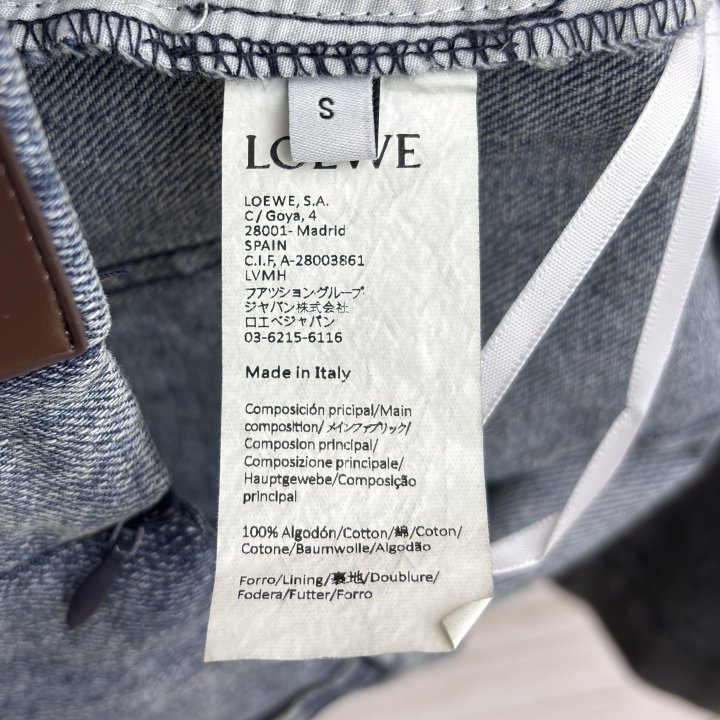 S
LOEWE
LOEWE, S.A.
C/Goya, 4
28001- Madrid
SPAIN
C.I.F, A-28003861
LVMH
フアツション グループ
ジャパン株式会社
ロエベジャパン
03-6215-6116
Made in Italy
Composición pricipal/Main
composition/メインファブリック/
Composion principal/
Composizione principale/
Hauptgewebe/Composição
principal
100% Algodón/Cotton/綿/Coton/
Cotone/Baumwolle/Algodão
Forro/Lining/裏地/Doublure/
Fodera/Futter/Forro